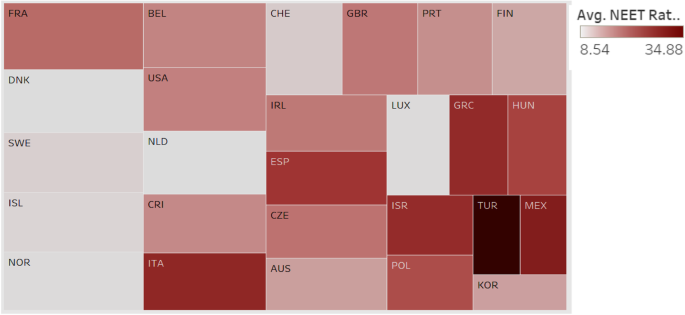 FRA
BEL
CHE
GBR
PRT
FIN
Avg. NEET Rat..
8.54
34.88
DNK
USA
IRL
LUX
GRC
HUN
SWE
NLD
ESP
ISL
CRI
CZE
ISR
TUR
MEX
NOR
ITA
AUS
POL
KOR